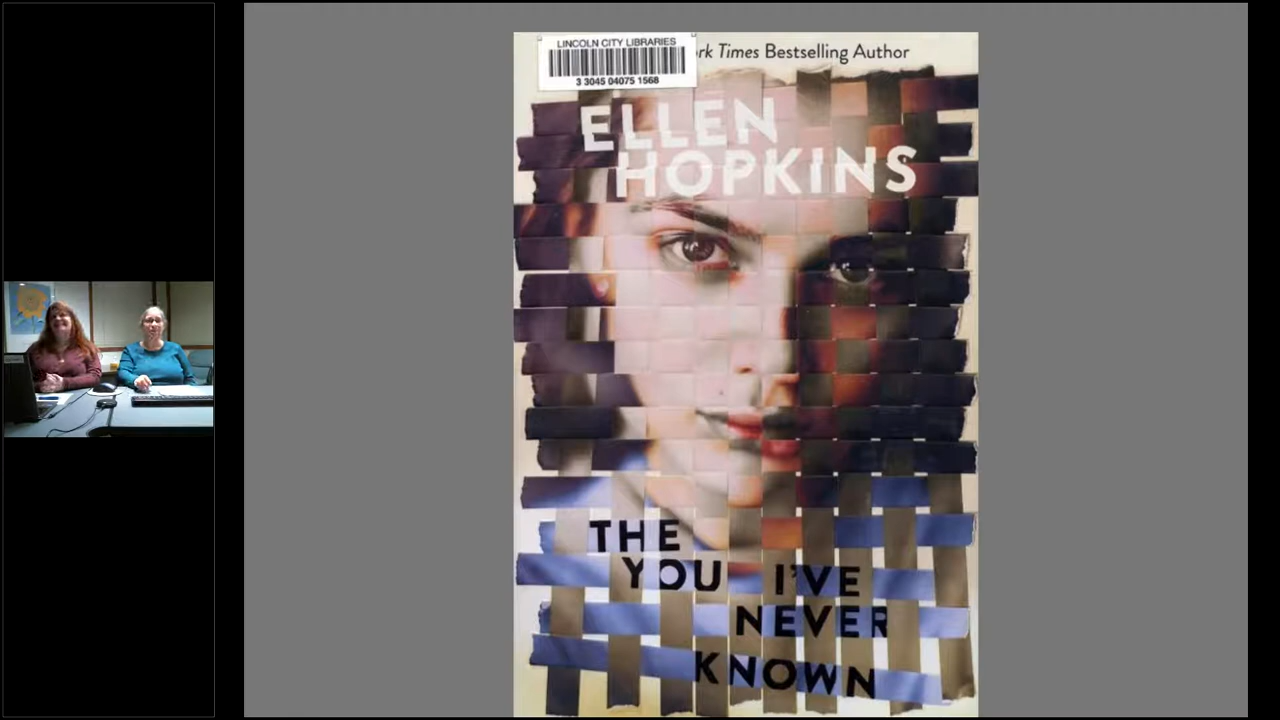 LINCOLN CITY LIBRARIES
3 3045 04075 1568
rk Times Bestselling Author
ELLEN
HOPKINS
THE
YOU I'VE
NEVER
KNOWN